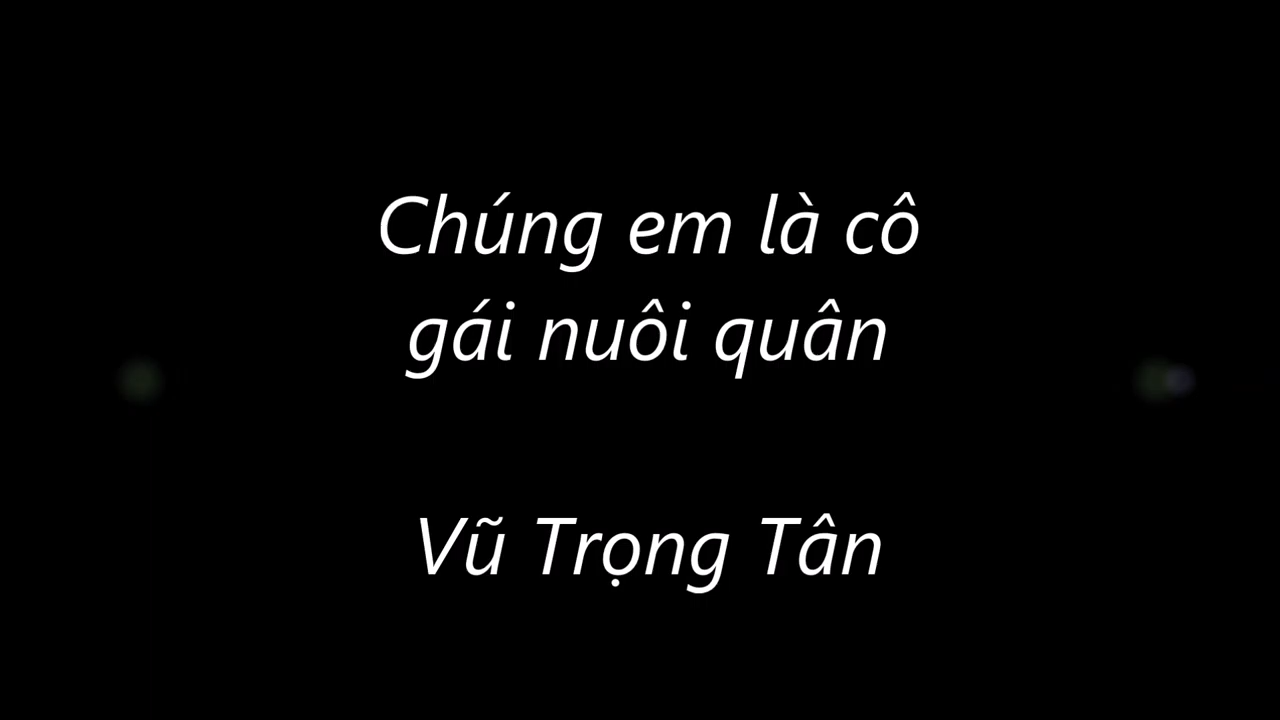 Chúng em là cô
gái nuôi quân
Vũ Trọng Tân